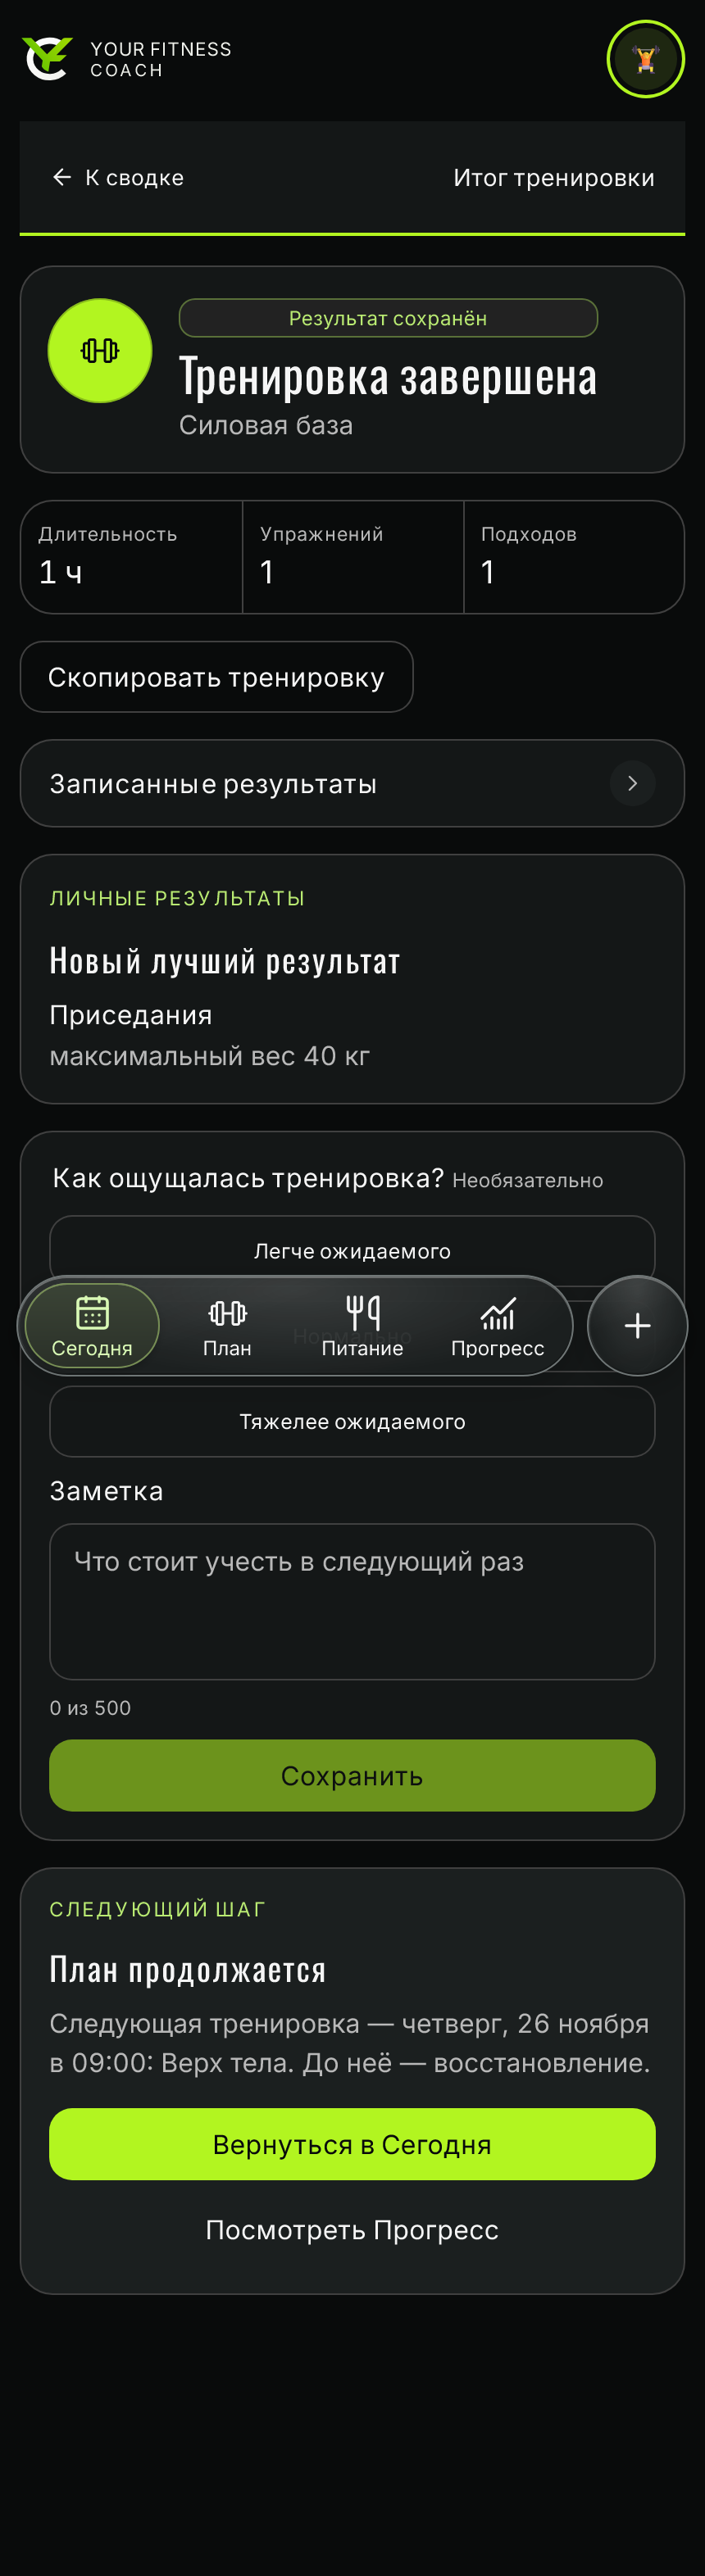 YOUR FITNESS
COACH
К сводке
Итог тренировки
Результат сохранён
Тренировка завершена
Силовая база
Длительность
1 ч
Упражнений
1
Подходов
1
Скопировать тренировку
Записанные результаты
ЛИЧНЫЕ РЕЗУЛЬТАТЫ
Новый лучший результат
Приседания
максимальный вес 40 кг
Как ощущалась тренировка? Необязательно
Легче ожидаемого
Нормально
Сегодня
План
Питание
Прогресс
Тяжелее ожидаемого
Заметка
Что стоит учесть в следующий раз
0 из 500
Сохранить
СЛЕДУЮЩИЙ ШАГ
План продолжается
Следующая тренировка — четверг, 26 ноября
в 09:00: Верх тела. До неё — восстановление.
Вернуться в Сегодня
Посмотреть Прогресс